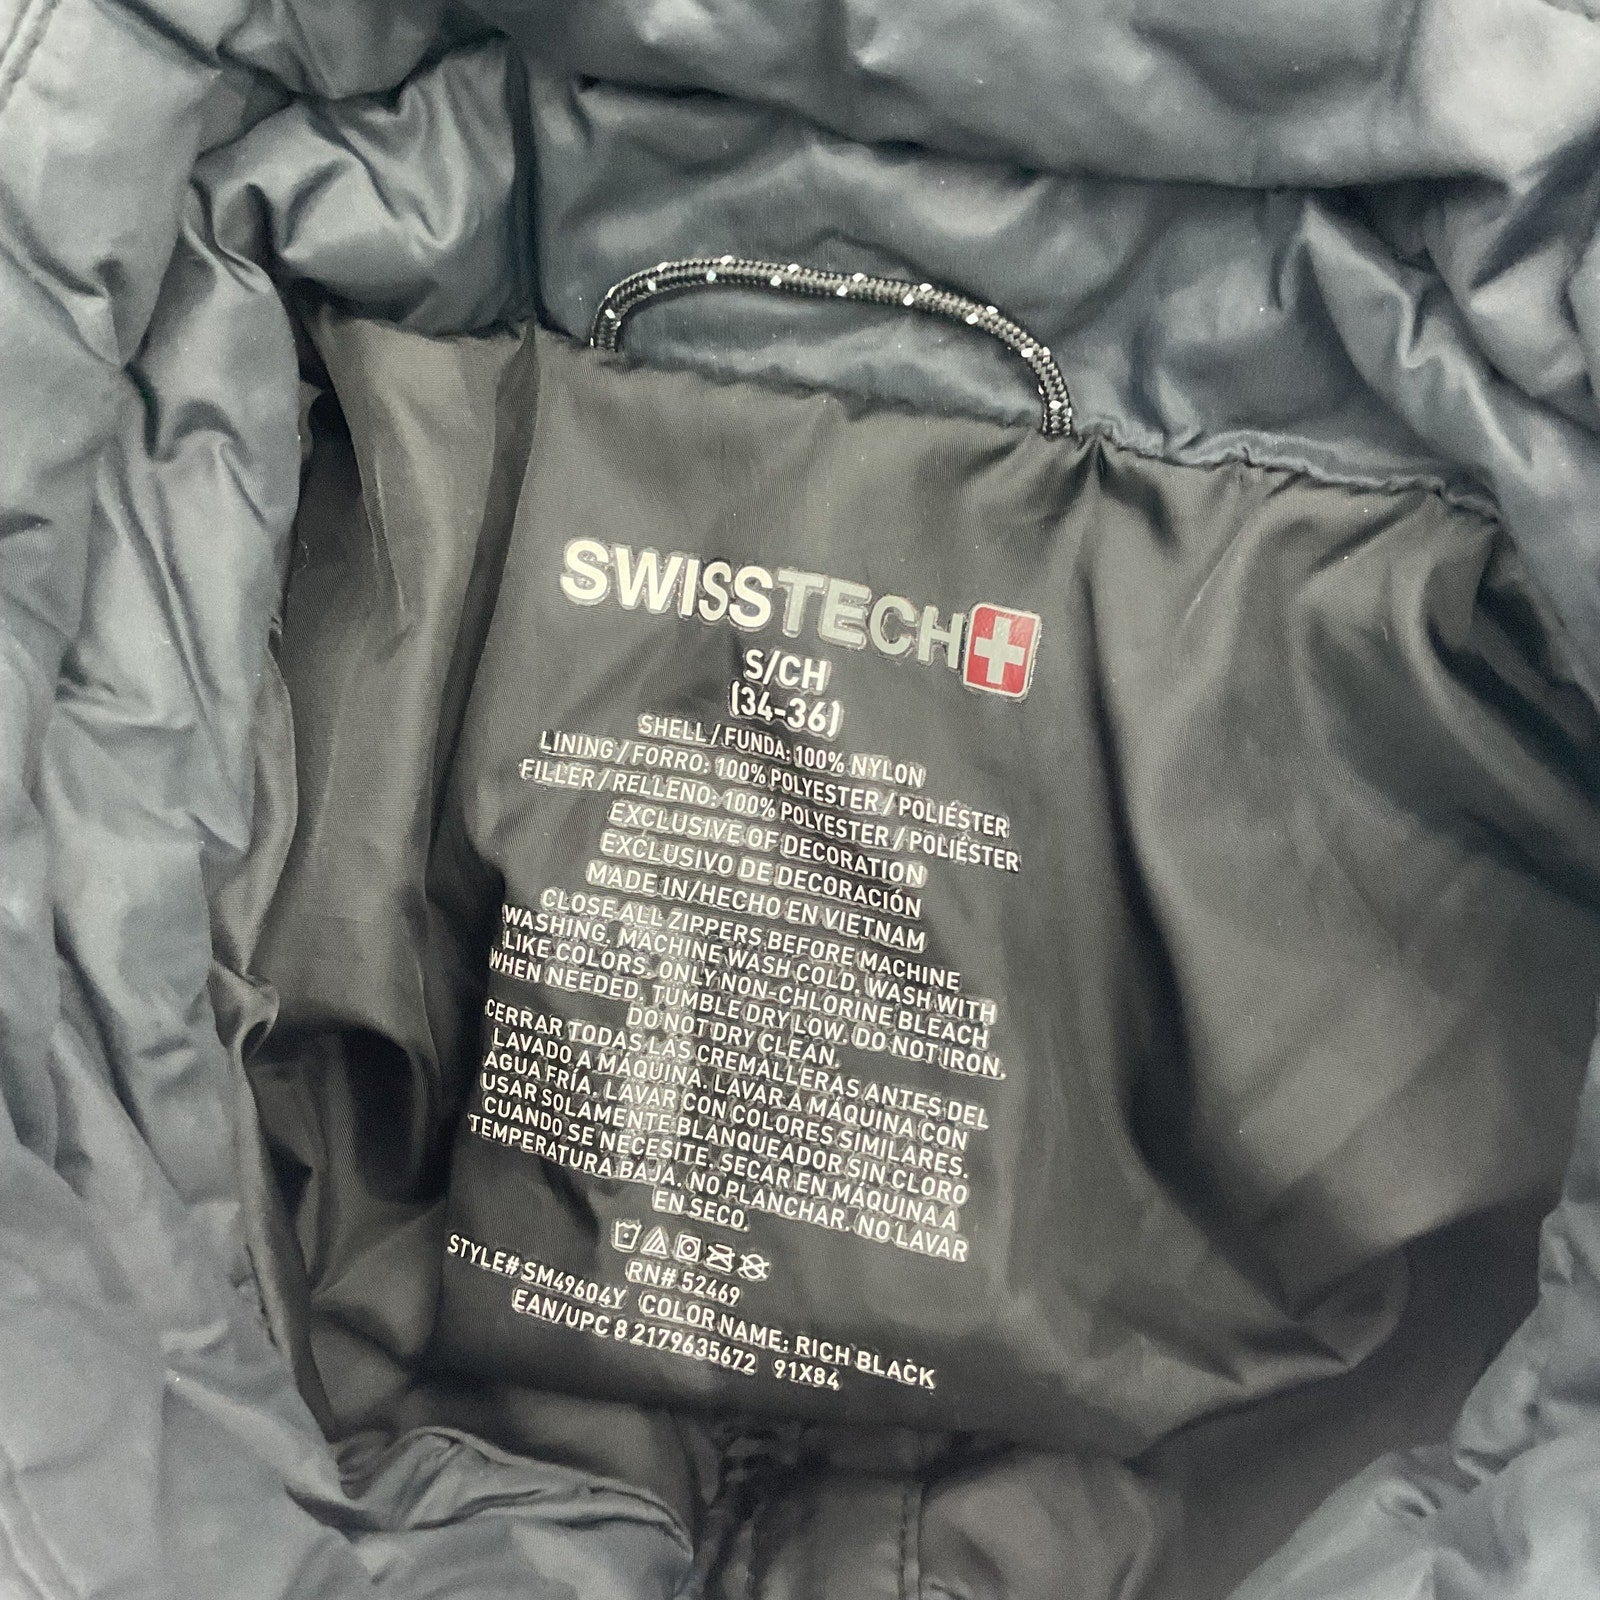 SWISSTECH
S/CH
(34-36)
SHELL / FUNDA: 100% NYLON
LINING / FORRO: 100% POLYESTER / POLIÉSTER
FILLER / RELLENO: 100% POLYESTER / POLIÉSTER
EXCLUSIVE OF DECORATION
EXCLUSIVO DE DECORACIÓN
MADE IN/HECHO EN VIETNAM
CLOSE ALL ZIPPERS BEFORE MACHINE
WASHING. MACHINE WASH COLD. WASH WITH
LIKE COLORS. ONLY NON-CHLORINE BLEACH
WHEN NEEDED. TUMBLE DRY LOW. DO NOT IRON.
DO NOT DRY CLEAN.
CERRAR TODAS LAS CREMALLERAS ANTES DEL
LAVADO A MÁQUINA. LAVAR A MÁQUINA CON
AGUA FRÍA. LAVAR CON COLORES SIMILARES.
USAR SOLAMENTE BLANQUEADOR SIN CLORO
CUANDO SE NECESITE. SECAR EN MÁQUINA A
TEMPERATURA BAJA. NO PLANCHAR. NO LAVAR
EN SECO.
RN# 52469
STYLE# SM49604Y COLOR NAME: RICH BLACK
EAN/UPC 8 2179635672 91X84